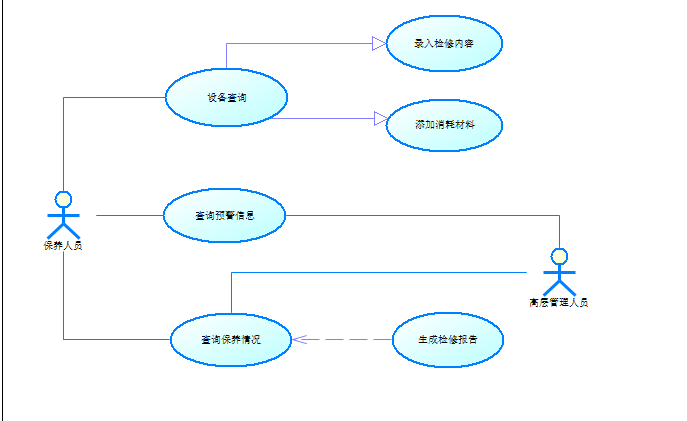 录入检修内容
设备查询
添加消耗材料
查询预警信息
保养人员
高层管理人员
查询保养情况
生成检修报告